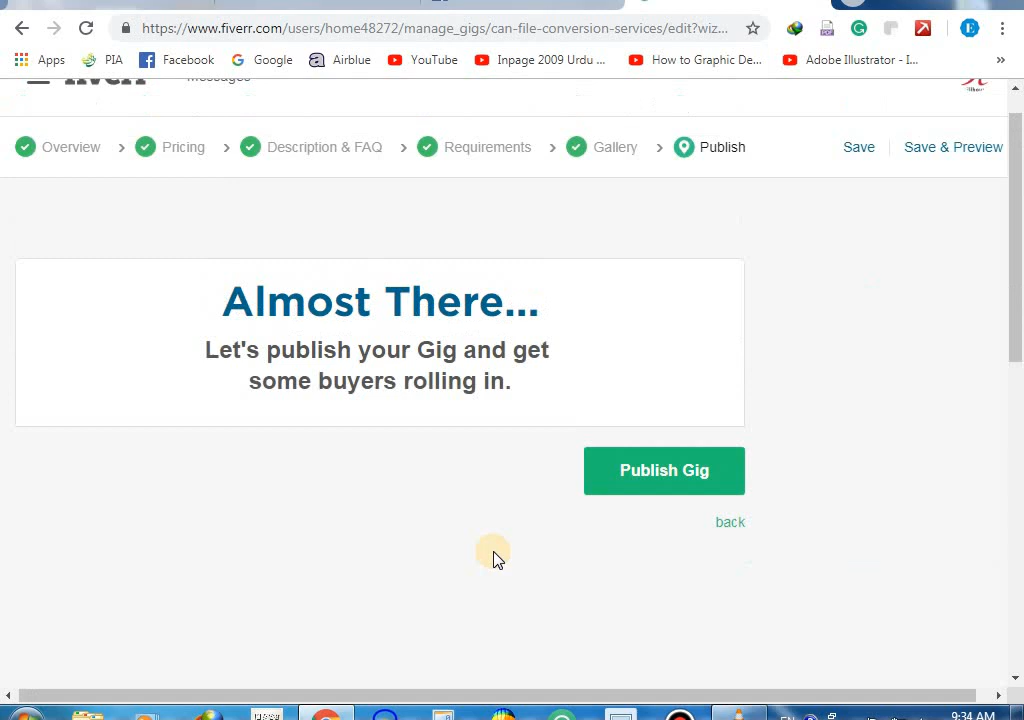 https://www.fiverr.com/users/home48272/manage_gigs/can-file-conversion-services/edit?wiz...
Apps PIA Facebook Google Airblue YouTube Inpage 2009 Urdu ... How to Graphic De... Adobe Illustrator - I... »
Messages
Overview Pricing Description & FAQ Requirements Gallery Publish Save Save & Preview
Almost There...
Let's publish your Gig and get
some buyers rolling in.
Publish Gig
back
EN 9:34 AM